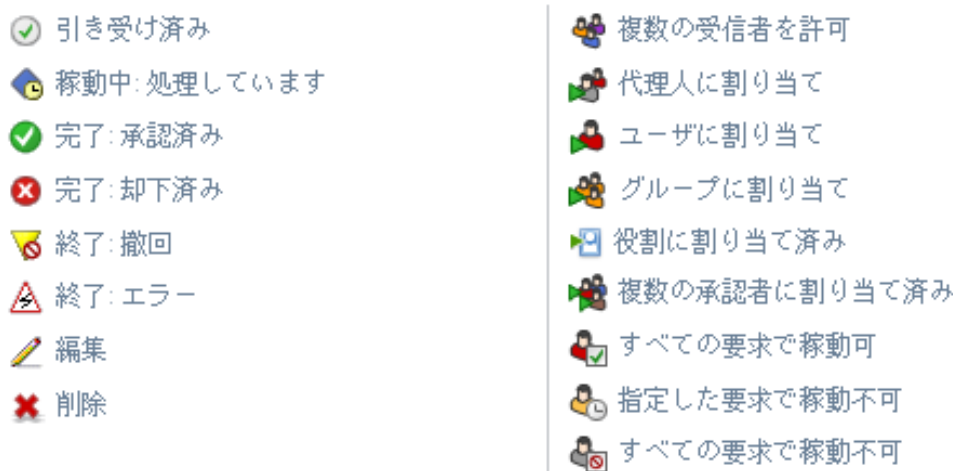 引き受け済み
稼動中: 処理しています
完了: 承認済み
完了: 却下済み
終了: 撤回
終了: エラー
編集
削除
複数の受信者を許可
代理人に割り当て
ユーザに割り当て
グループに割り当て
役割に割り当て済み
複数の承認者に割り当て済み
すべての要求で稼動可
指定した要求で稼動不可
すべての要求で稼動不可